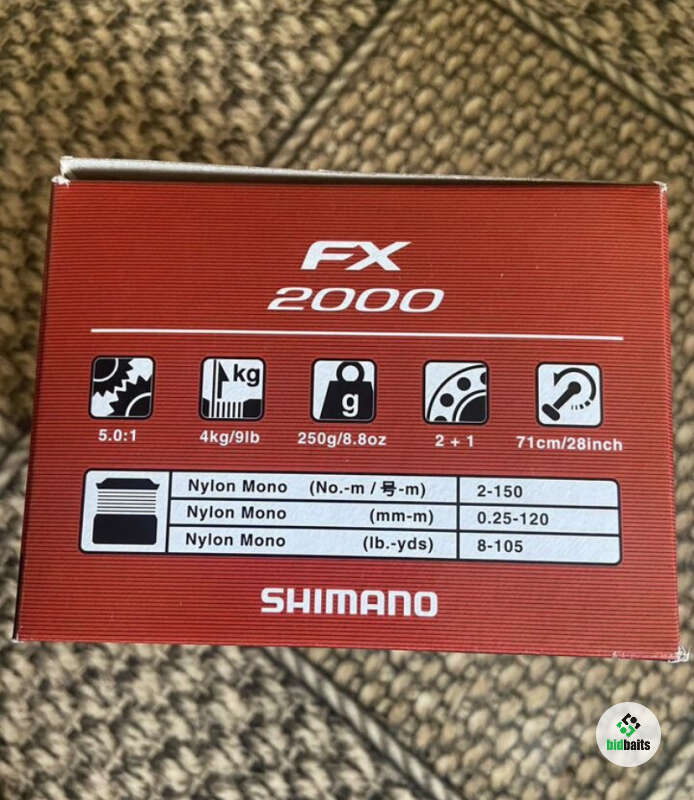 FX
2000
kg
g
5.0:1 4kg/9lb 250g/8.8oz 2 + 1 71cm/28inch
Nylon Mono (No.-m / 号-m) 2-150
Nylon Mono (mm-m) 0.25-120
Nylon Mono (lb.-yds) 8-105
SHIMANO
bidbaits